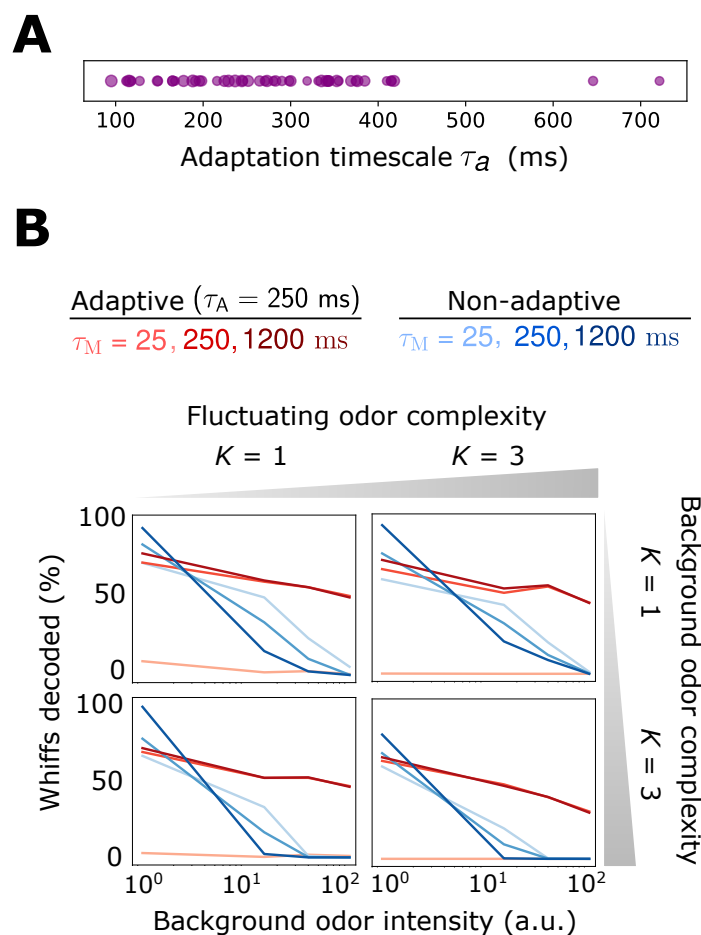 A
100 200 300 400 500 600 700
Adaptation timescale τa (ms)
B
Adaptive (τA = 250 ms)
τM = 25, 250, 1200 ms
Non-adaptive
τM = 25, 250, 1200 ms
Fluctuating odor complexity
K = 1 K = 3
Background odor complexity
K = 1
K = 3
Whiffs decoded (%)
100
50
0
100
50
0
10^0 10^1 10^2 10^0 10^1 10^2
Background odor intensity (a.u.)